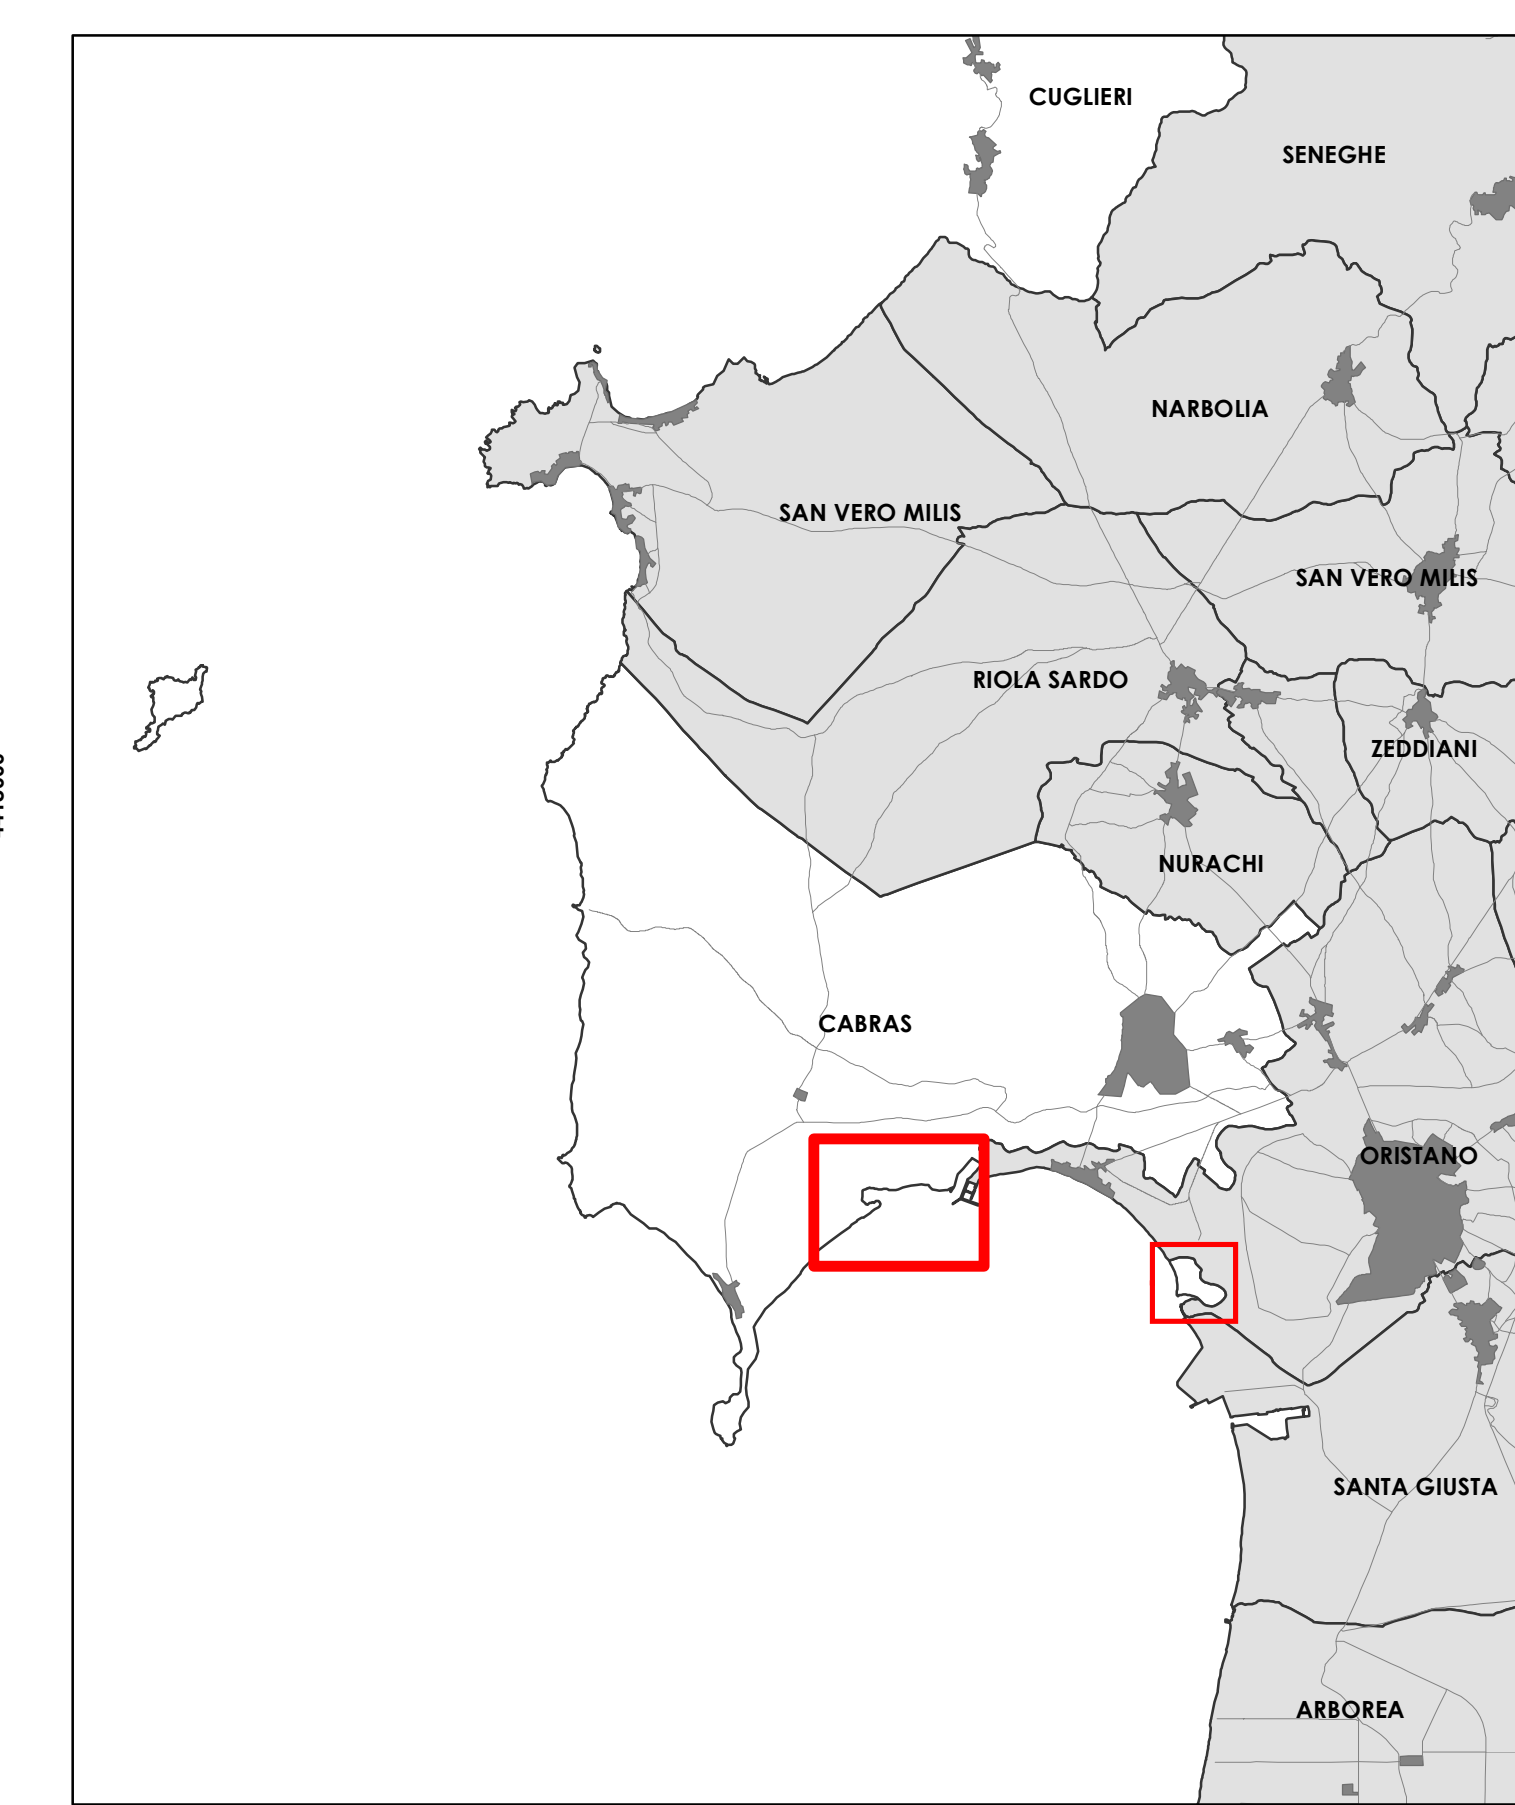 CUGLIERI
SENEGHE
NARBOLIA
SAN VERO MILIS
SAN VERO MILIS
RIOLA SARDO
ZEDDIANI
NURACHI
CABRAS
ORISTANO
SANTA GIUSTA
ARBOREA